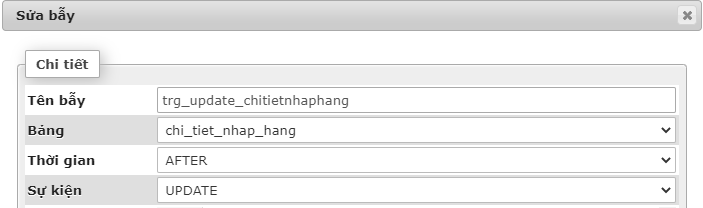 Sửa bẫy
Chi tiết
Tên bẫy trg_update_chitietnhaphang
Bảng chi_tiet_nhap_hang
Thời gian AFTER
Sự kiện UPDATE